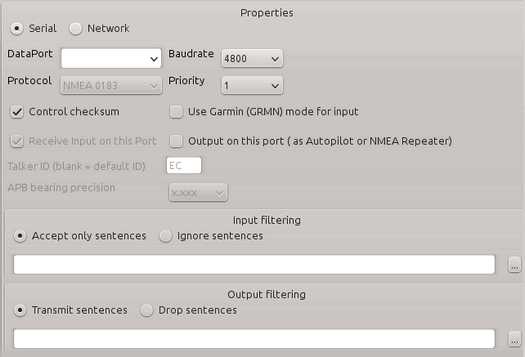 Properties
Serial Network
DataPort Baudrate 4800
Protocol NMEA 0183 Priority 1
Control checksum Use Garmin (GRMN) mode for input
Receive Input on this Port Output on this port ( as Autopilot or NMEA Repeater)
Talker ID (blank = default ID) EC
APB bearing precision x.xxx
Input filtering
Accept only sentences Ignore sentences
...
Output filtering
Transmit sentences Drop sentences
...